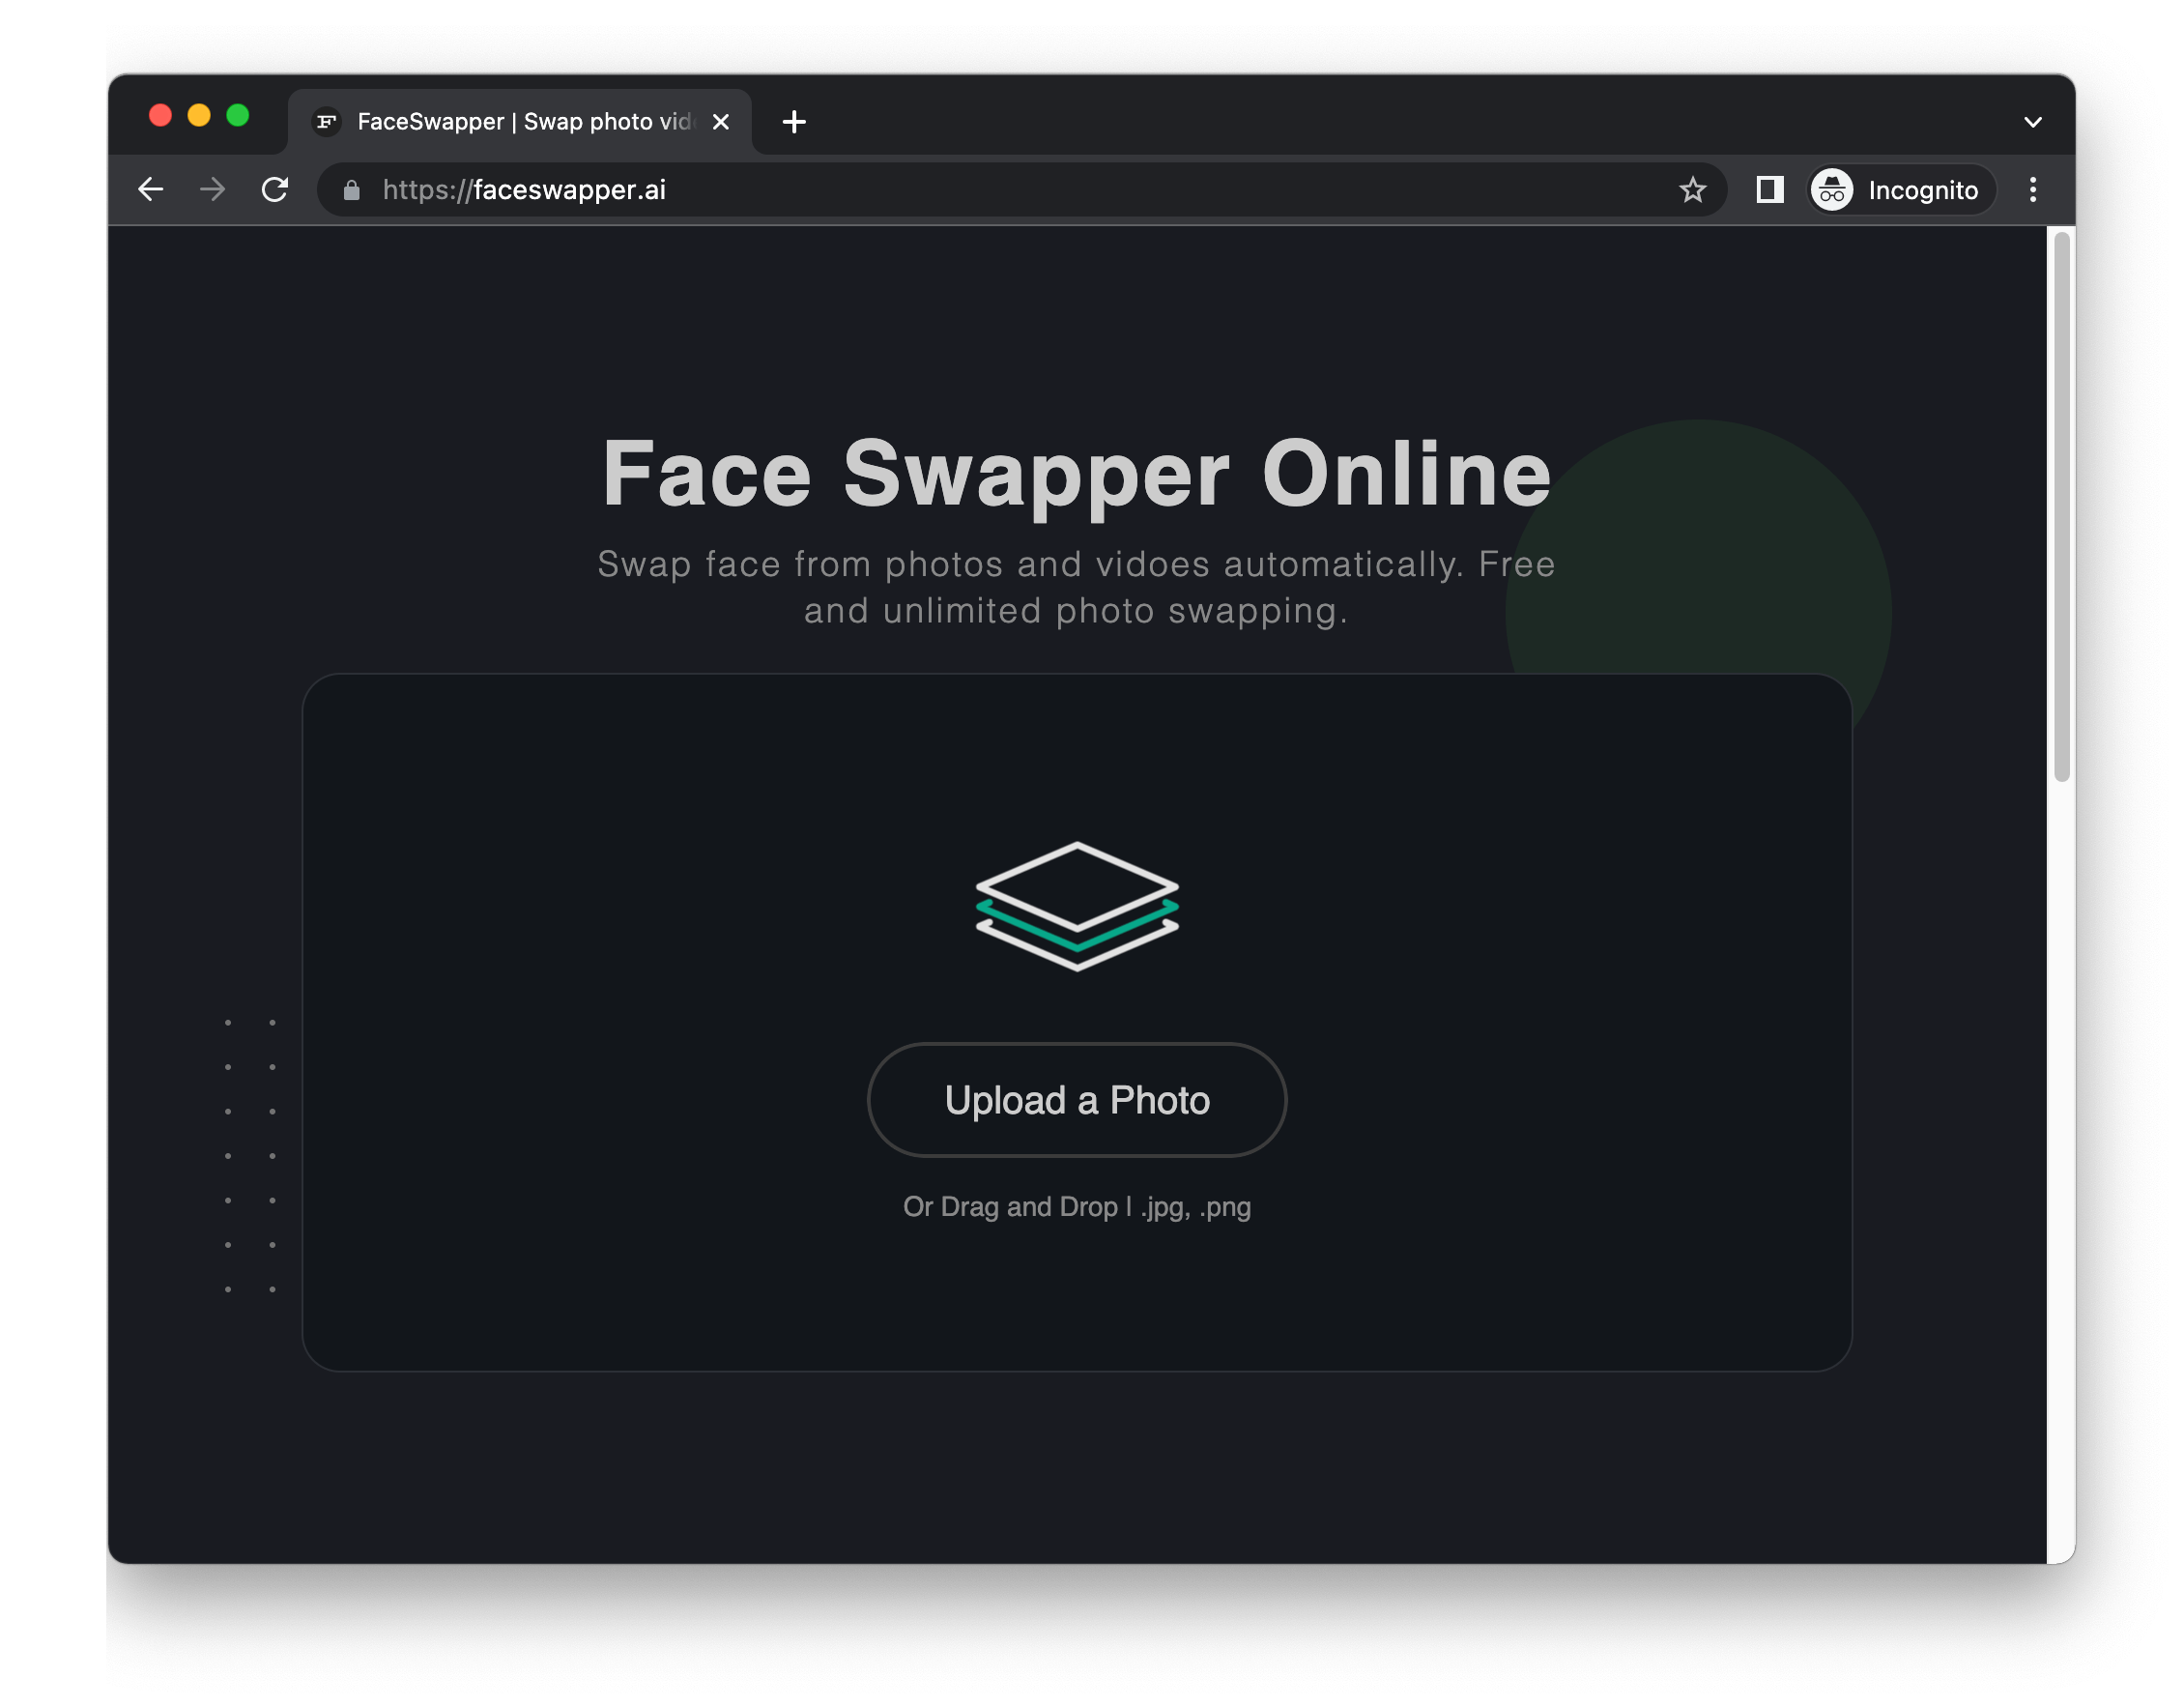 FaceSwapper | Swap photo vid
https://faceswapper.ai
Incognito
Face Swapper Online
Swap face from photos and vidoes automatically. Free
and unlimited photo swapping.
Upload a Photo
Or Drag and Drop | .jpg, .png